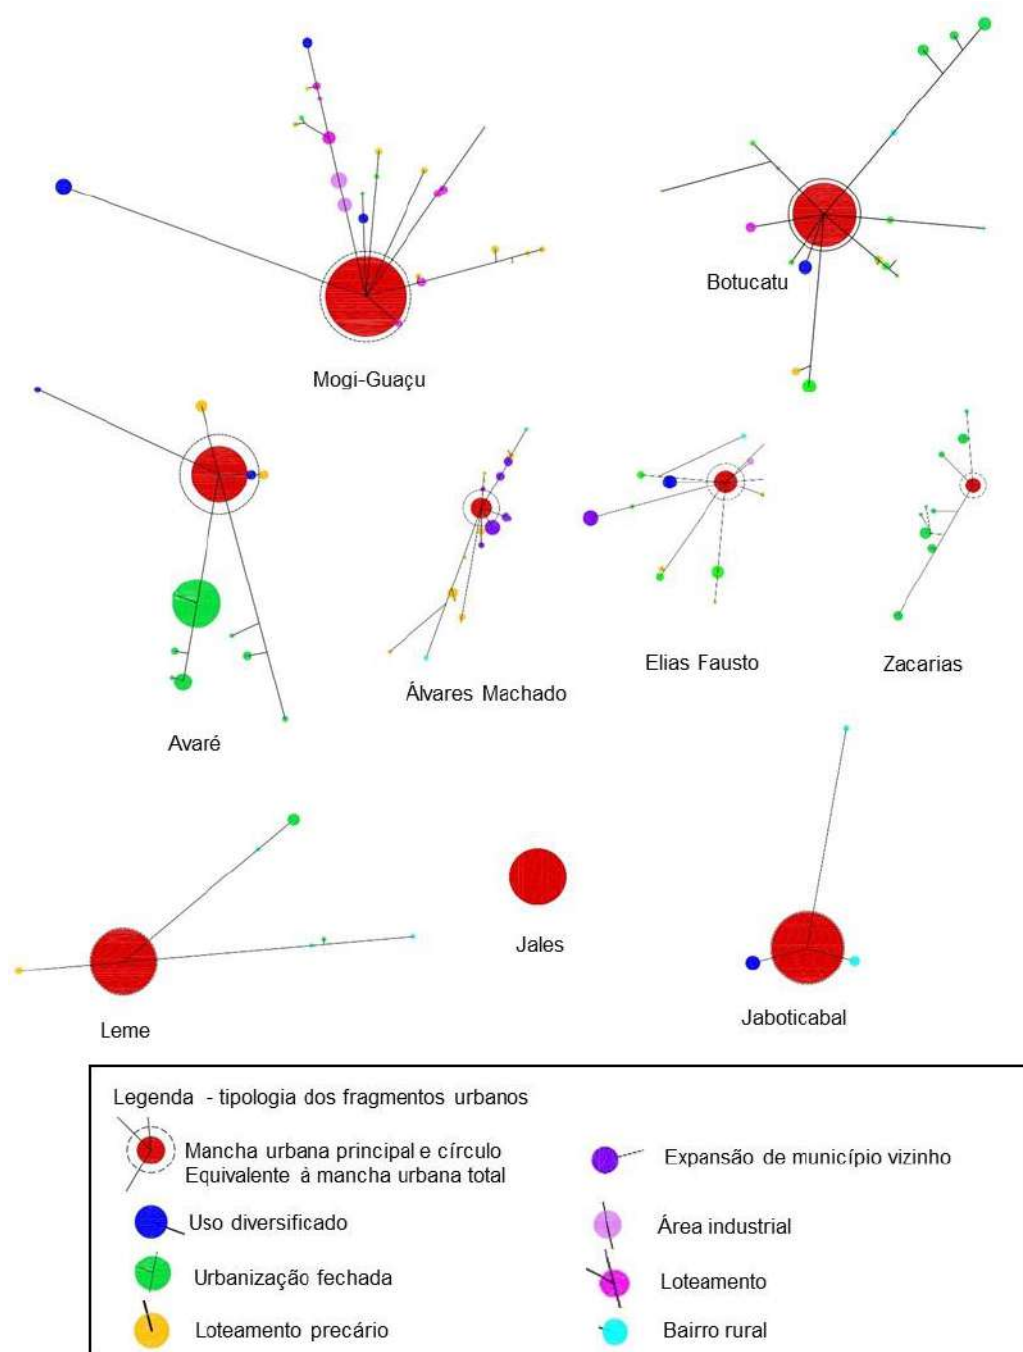 Mogi-Guaçu
Botucatu
Avaré
Álvares Machado
Elias Fausto
Zacarias
Leme
Jales
Jaboticabal
Legenda - tipologia dos fragmentos urbanos
Mancha urbana principal e círculo
Equivalente à mancha urbana total
Uso diversificado
Urbanização fechada
Loteamento precário
Expansão de município vizinho
Área industrial
Loteamento
Bairro rural